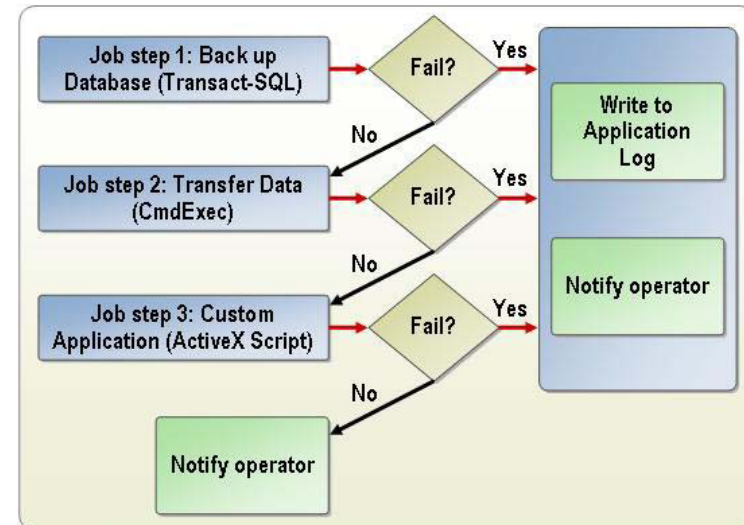 Job step 1: Back up
Database (Transact-SQL)
Fail?
Yes
Write to
Application
Log
No
Job step 2: Transfer Data
(CmdExec)
Fail?
Yes
No
Notify operator
Job step 3: Custom
Application (ActiveX Script)
Fail?
Yes
No
Notify operator